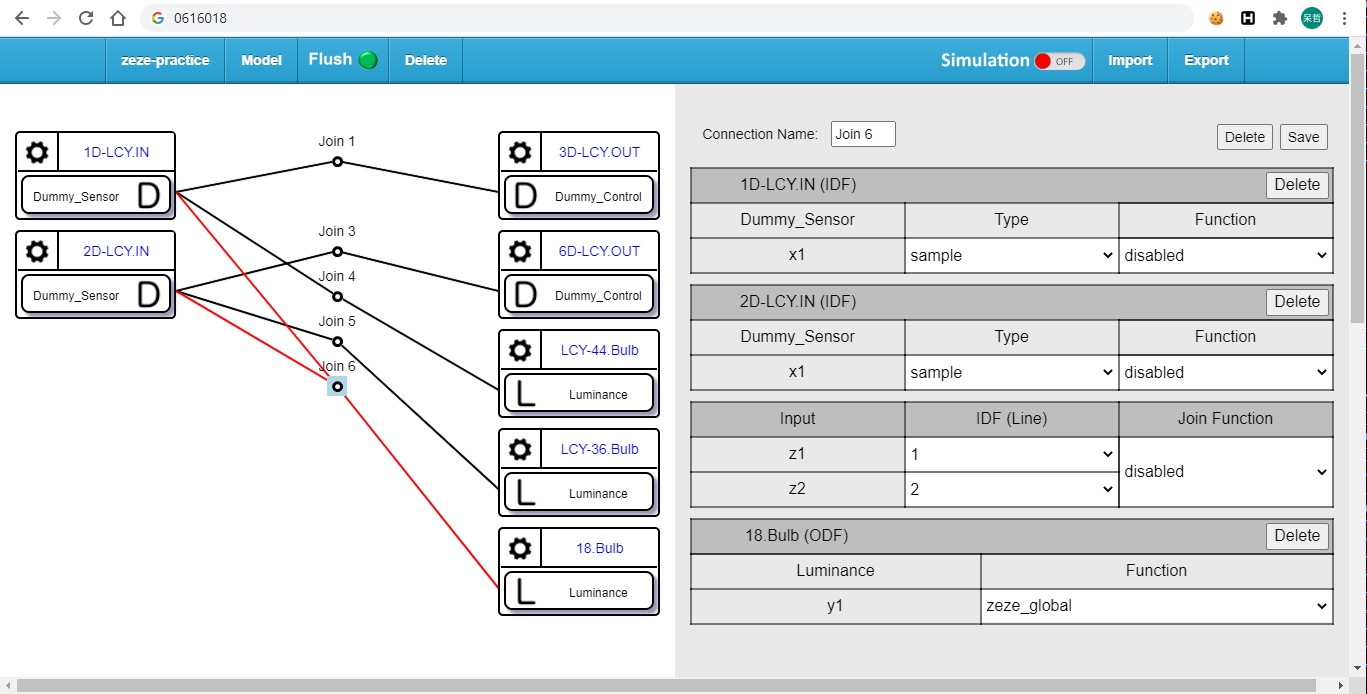 0616018
呆哲
zeze-practice Model Flush Delete Simulation OFF Import Export
1D-LCY.IN
Dummy_Sensor D
2D-LCY.IN
Dummy_Sensor D
Join 1
Join 3
Join 4
Join 5
Join 6
3D-LCY.OUT
D Dummy_Control
6D-LCY.OUT
D Dummy_Control
LCY-44.Bulb
L Luminance
LCY-36.Bulb
L Luminance
18.Bulb
L Luminance
Connection Name: Join 6 Delete Save
1D-LCY.IN (IDF) Delete
Dummy_Sensor Type Function
x1 sample disabled
2D-LCY.IN (IDF) Delete
Dummy_Sensor Type Function
x1 sample disabled
Input IDF (Line) Join Function
z1 1 disabled
z2 2
18.Bulb (ODF) Delete
Luminance Function
y1 zeze_global